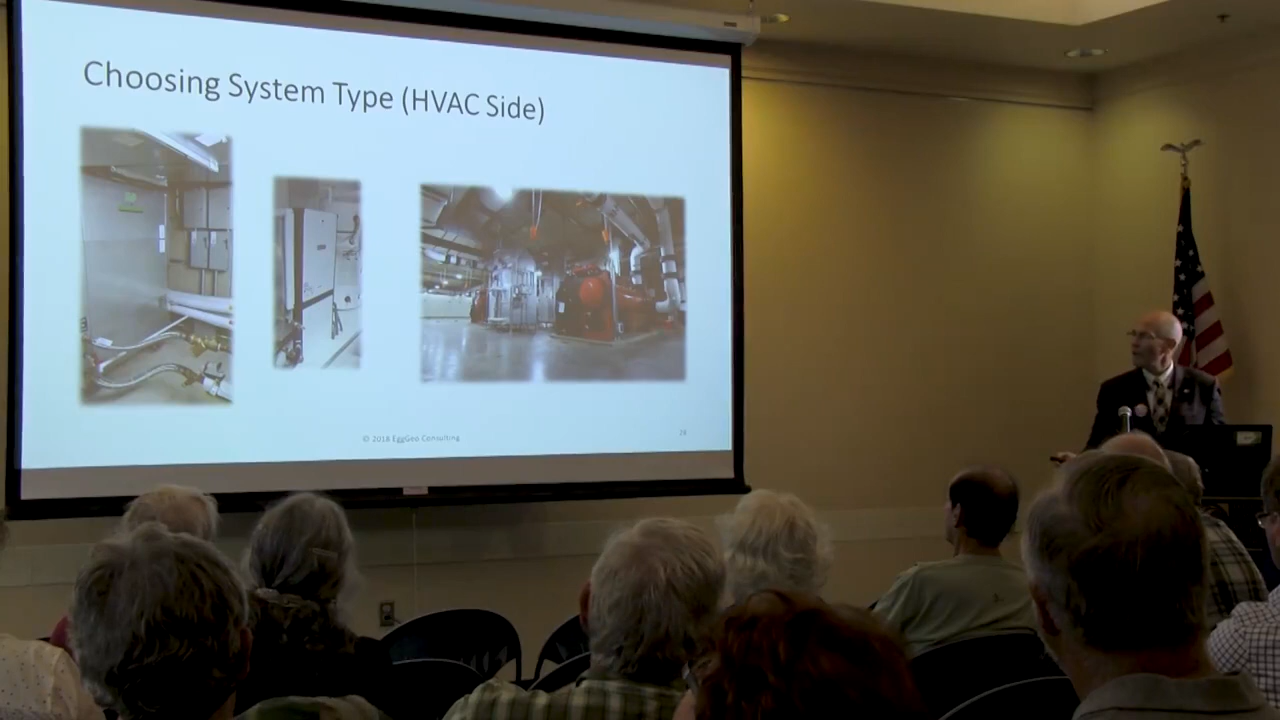 Choosing System Type (HVAC Side)
© 2018 EggGeo Consulting